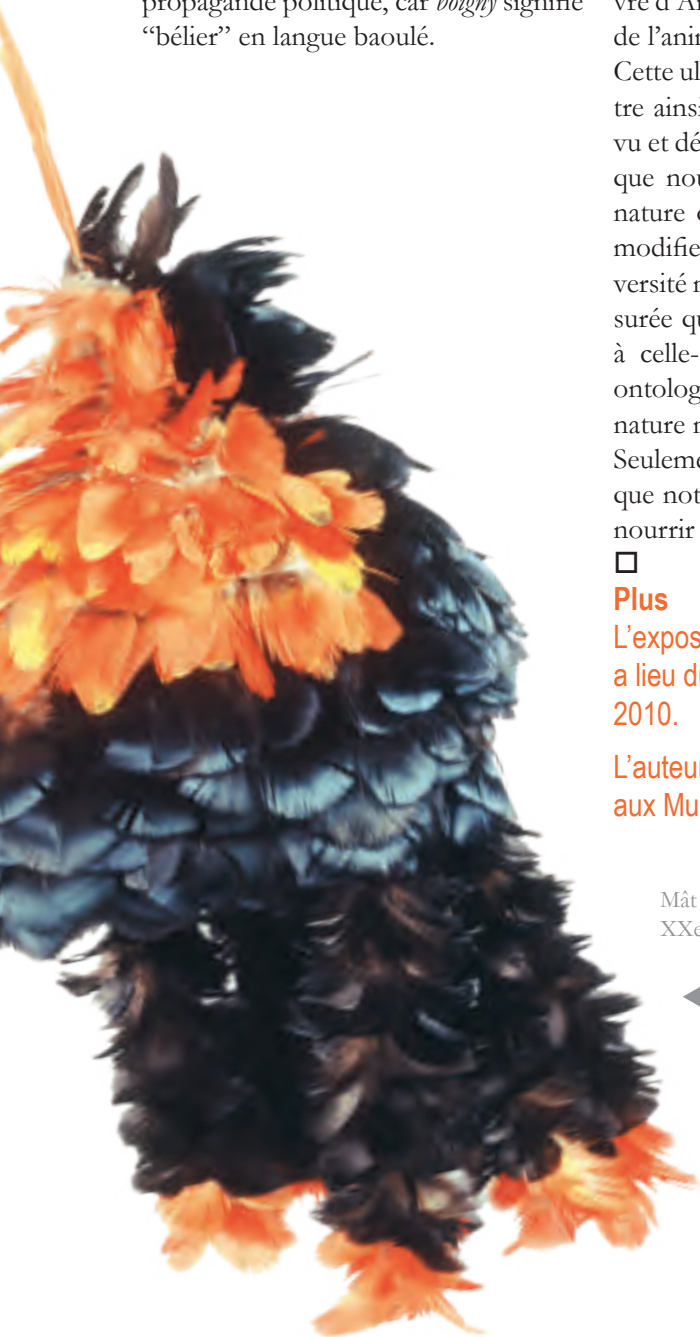 propagande politique, car boigny signifie
“bélier” en langue baoulé.
vre d’Ar
de l’anim
Cette ul
tre ainsi
vu et dé
que nou
nature c
modifie
versité n
surée qu
à celle-
ontolog
nature n
Seuleme
que not
nourrir
□
Plus
L’expos
a lieu du
2010.
L’auteur
aux Mu
Mât
XXe